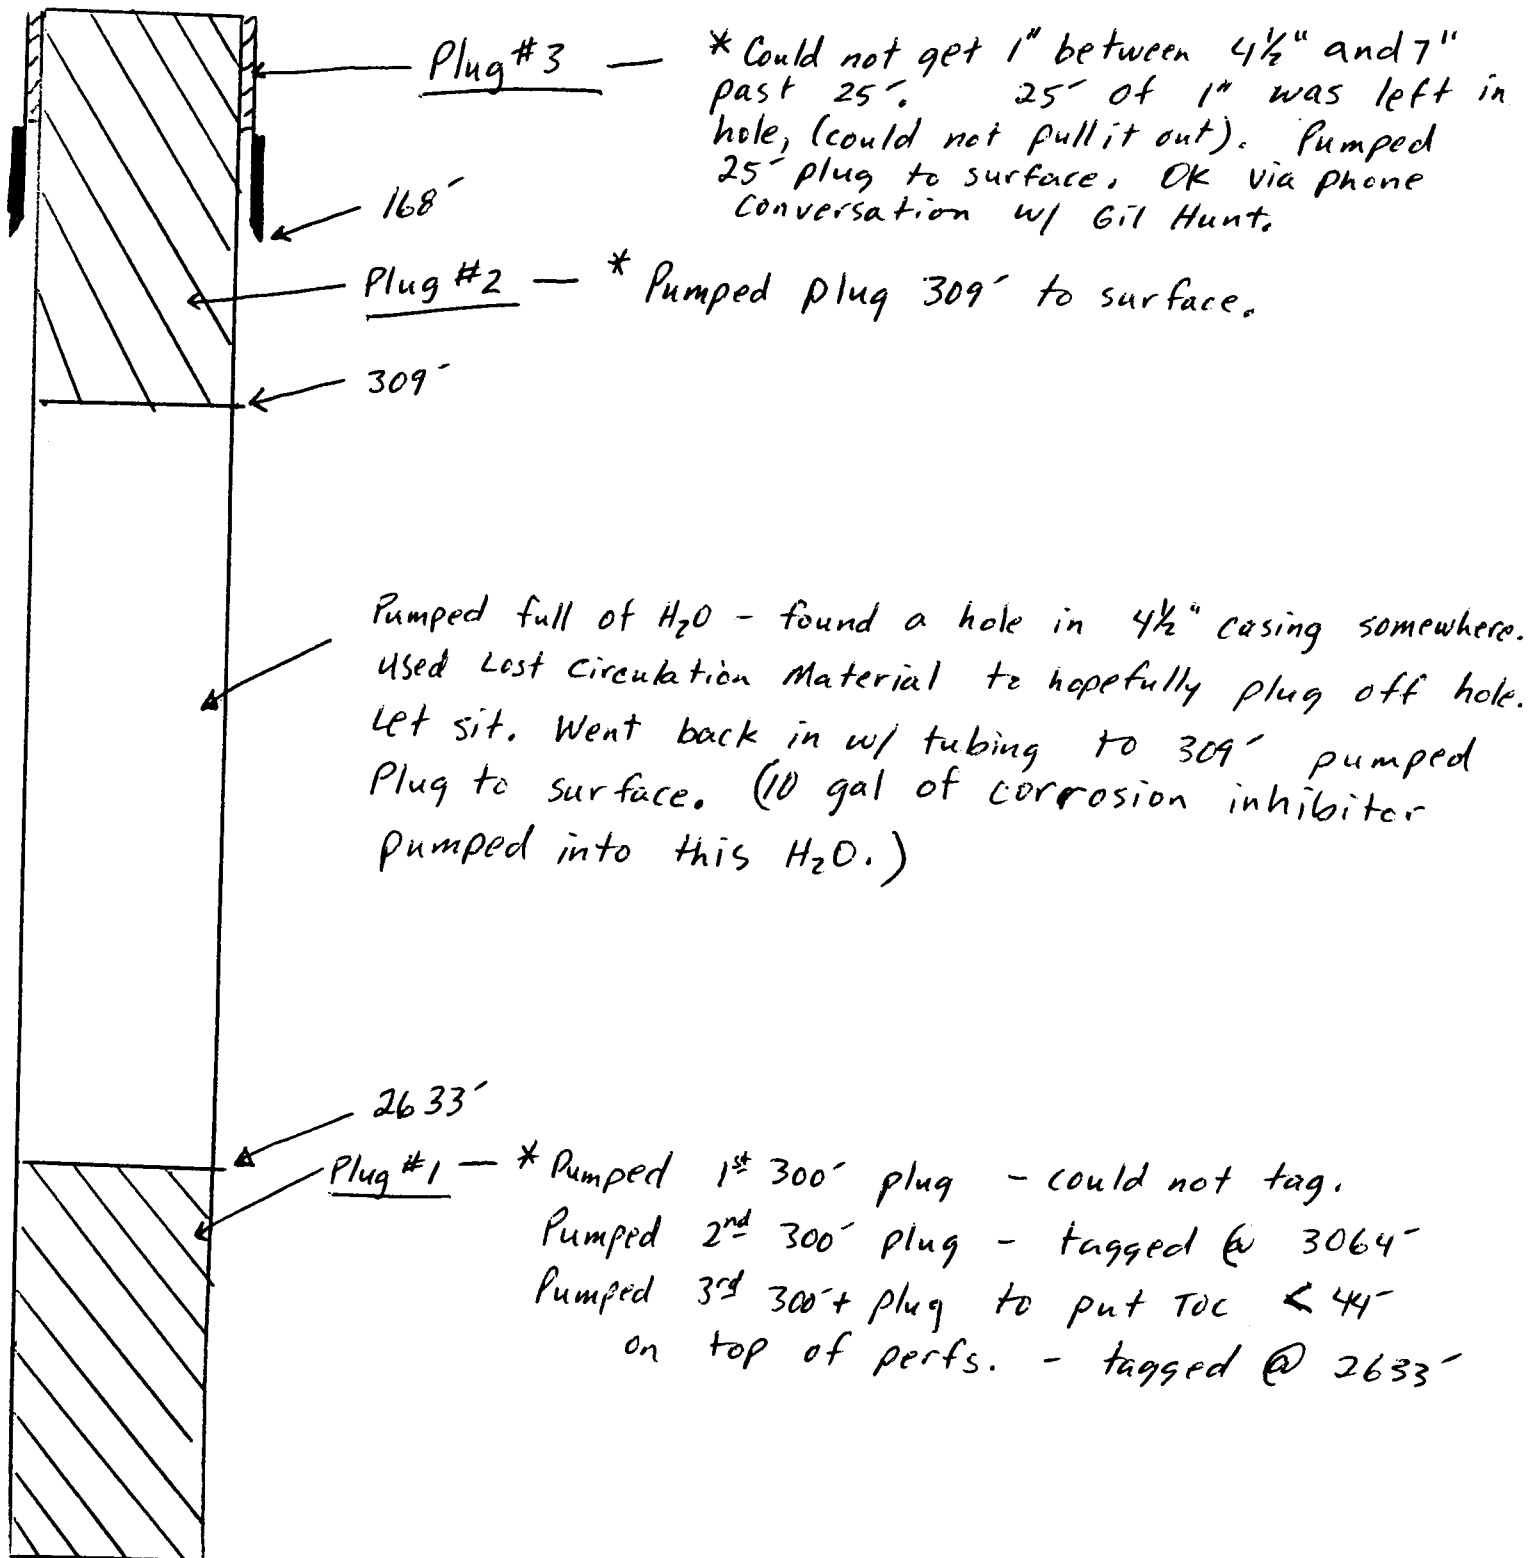 Plug #3 — * Could not get 1" between 4½" and 7"
past 25'. 25' of 1" was left in
hole, (could not pull it out). Pumped
25' plug to surface. OK via phone
conversation w/ Gil Hunt.
168'
Plug #2 — * Pumped plug 309' to surface.
309'
Pumped full of H₂O - found a hole in 4½" casing somewhere.
used Lost Circulation Material to hopefully plug off hole.
Let sit. Went back in w/ tubing to 309' pumped
Plug to surface. (10 gal of corrosion inhibitor
pumped into this H₂O.)
2633'
Plug #1 — * Pumped 1st 300' plug - could not tag.
Pumped 2nd 300' plug - tagged @ 3064'
Pumped 3rd 300'+ plug to put TOC < 44'
on top of perfs. - tagged @ 2633'